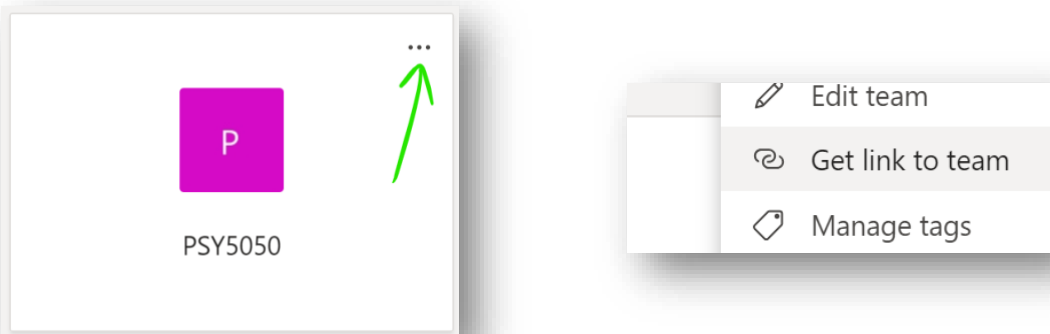 ...
P
PSY5050
Edit team
Get link to team
Manage tags